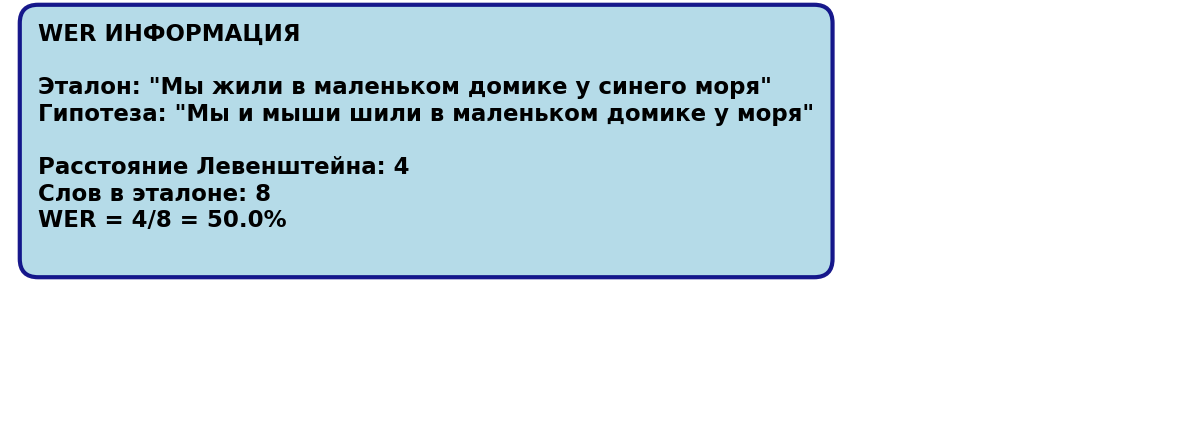 WER ИНФОРМАЦИЯ
Эталон: "Мы жили в маленьком домике у синего моря"
Гипотеза: "Мы и мыши шили в маленьком домике у моря"
Расстояние Левенштейна: 4
Слов в эталоне: 8
WER = 4/8 = 50.0%